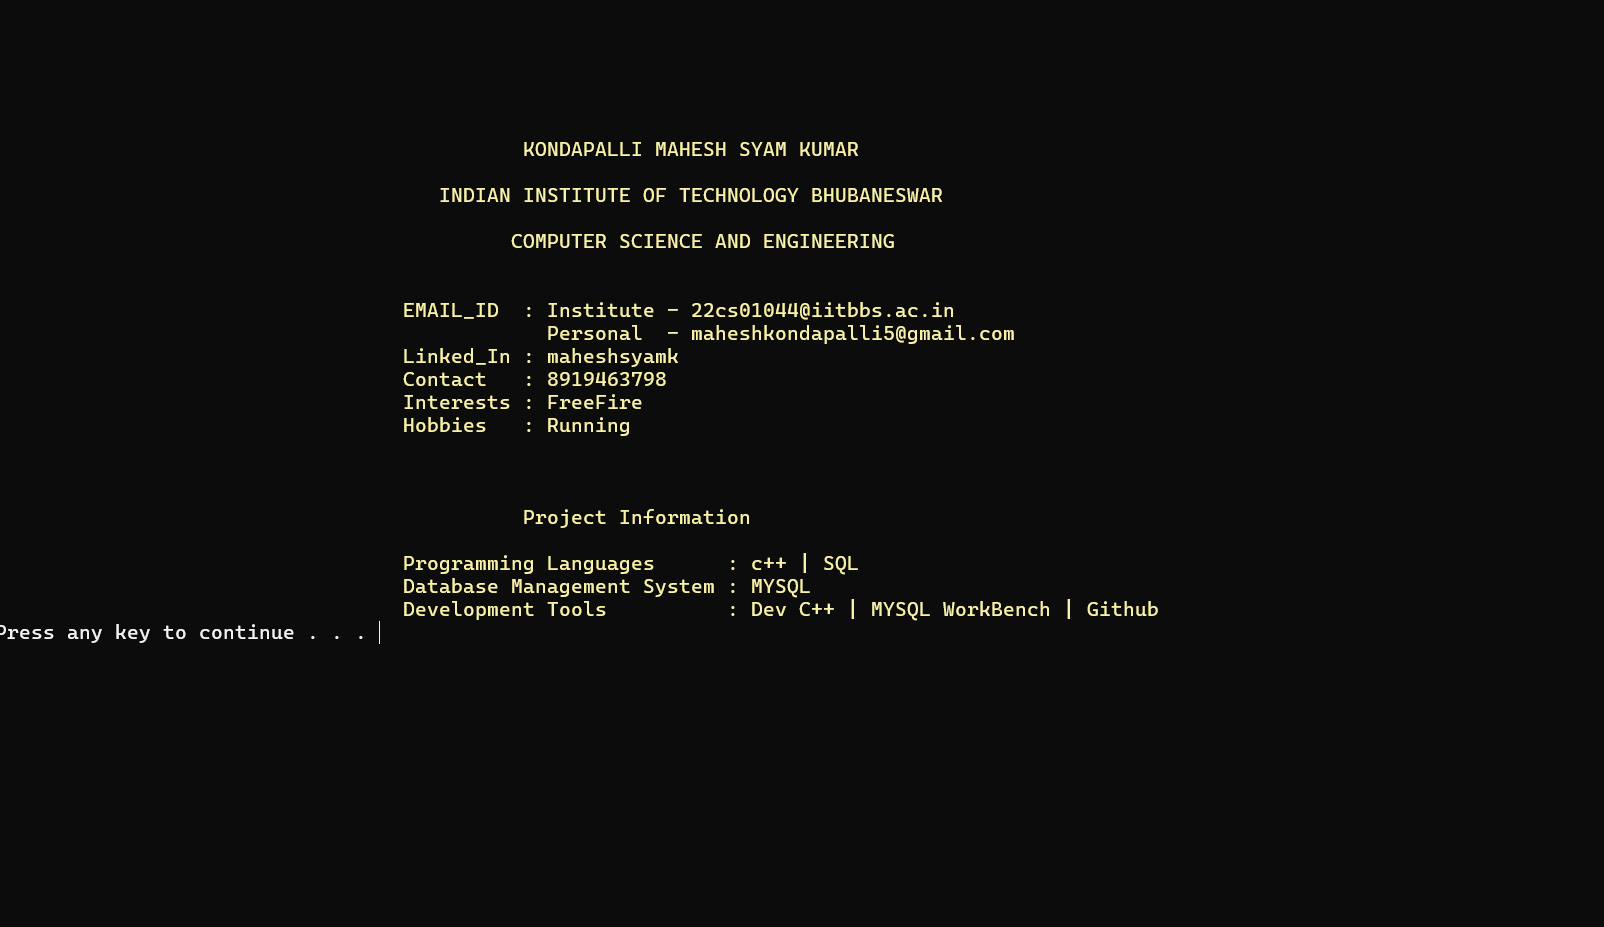 KONDAPALLI MAHESH SYAM KUMAR
INDIAN INSTITUTE OF TECHNOLOGY BHUBANESWAR
COMPUTER SCIENCE AND ENGINEERING
EMAIL_ID : Institute - 22cs01044@iitbbs.ac.in
Personal - maheshkondapalli5@gmail.com
Linked_In : maheshsyamk
Contact : 8919463798
Interests : FreeFire
Hobbies : Running
Project Information
Programming Languages : c++ | SQL
Database Management System : MYSQL
Development Tools : Dev C++ | MYSQL WorkBench | Github
Press any key to continue . . .